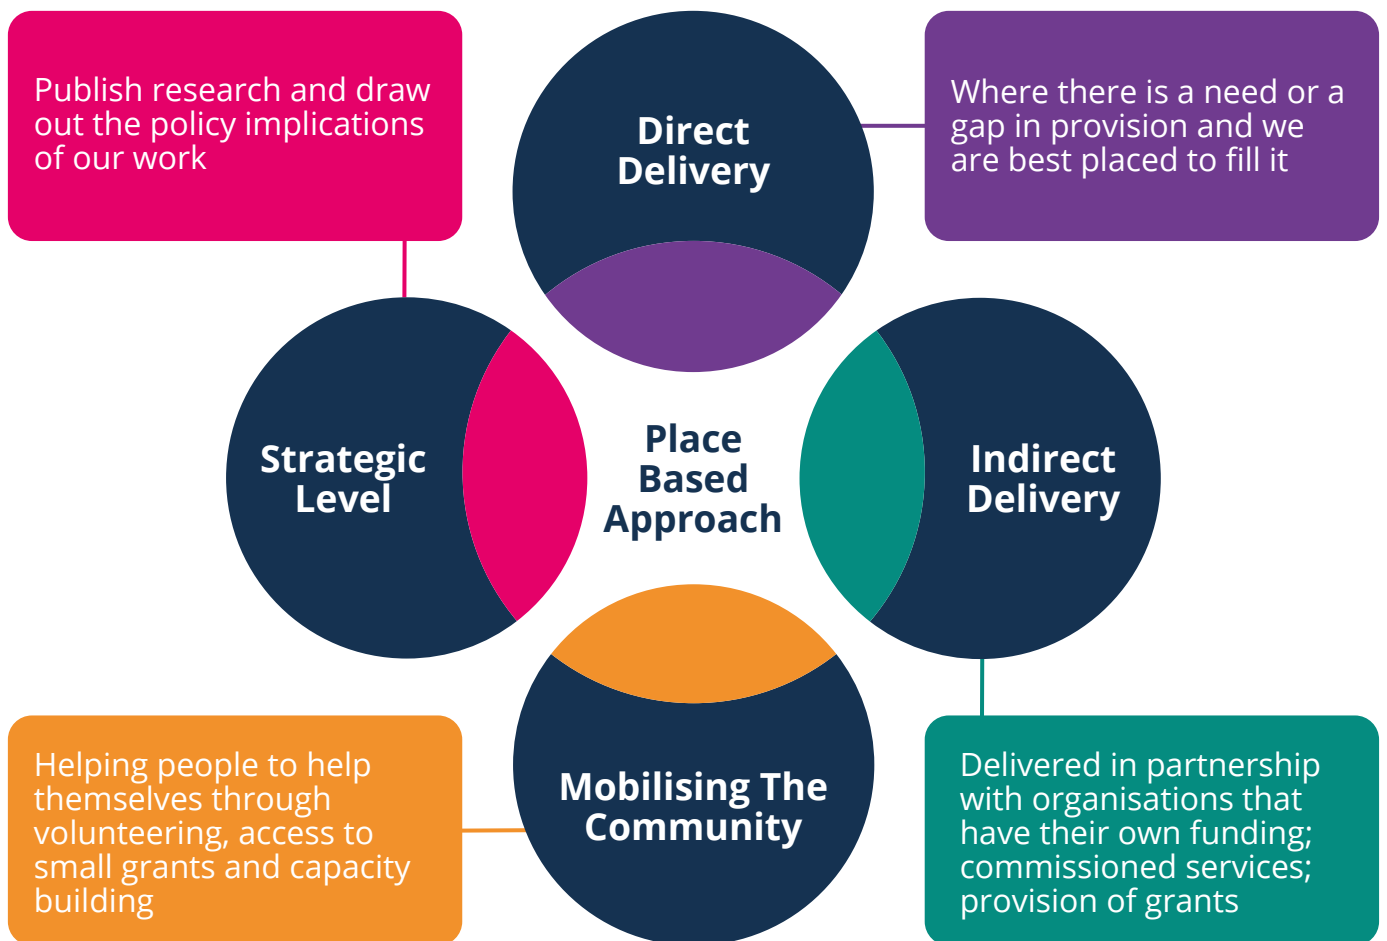 Publish research and draw
out the policy implications
of our work
Direct
Delivery
Where there is a need or a
gap in provision and we
are best placed to fill it
Strategic
Level
Place
Based
Approach
Indirect
Delivery
Helping people to help
themselves through
volunteering, access to
small grants and capacity
building
Mobilising The
Community
Delivered in partnership
with organisations that
have their own funding;
commissioned services;
provision of grants